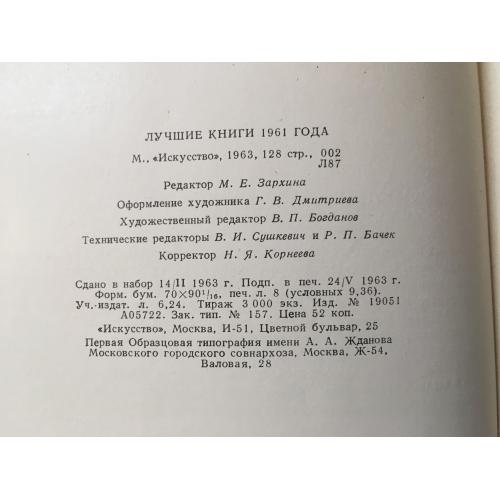 ЛУЧШИЕ КНИГИ 1961 ГОДА
М., «Искусство», 1963, 128 стр., 002
Л87
Редактор М. Е. Зархина
Оформление художника Г. В. Дмитриева
Художественный редактор В. П. Богданов
Технические редакторы В. И. Сушкевич и Р. П. Бачек
Корректор Н. Я. Корнеева
Сдано в набор 14/II 1963 г. Подп. в печ. 24/V 1963 г.
Форм. бум. 70×90¹/₁₆, печ. л. 8 (условных 9,36).
Уч.-издат. л. 6,24. Тираж 3 000 экз. Изд. № 19051
А05722. Зак. тип. № 157. Цена 52 коп.
«Искусство», Москва, И-51, Цветной бульвар, 25
Первая Образцовая типография имени А. А. Жданова
Московского городского совнархоза, Москва, Ж-54,
Валовая, 28